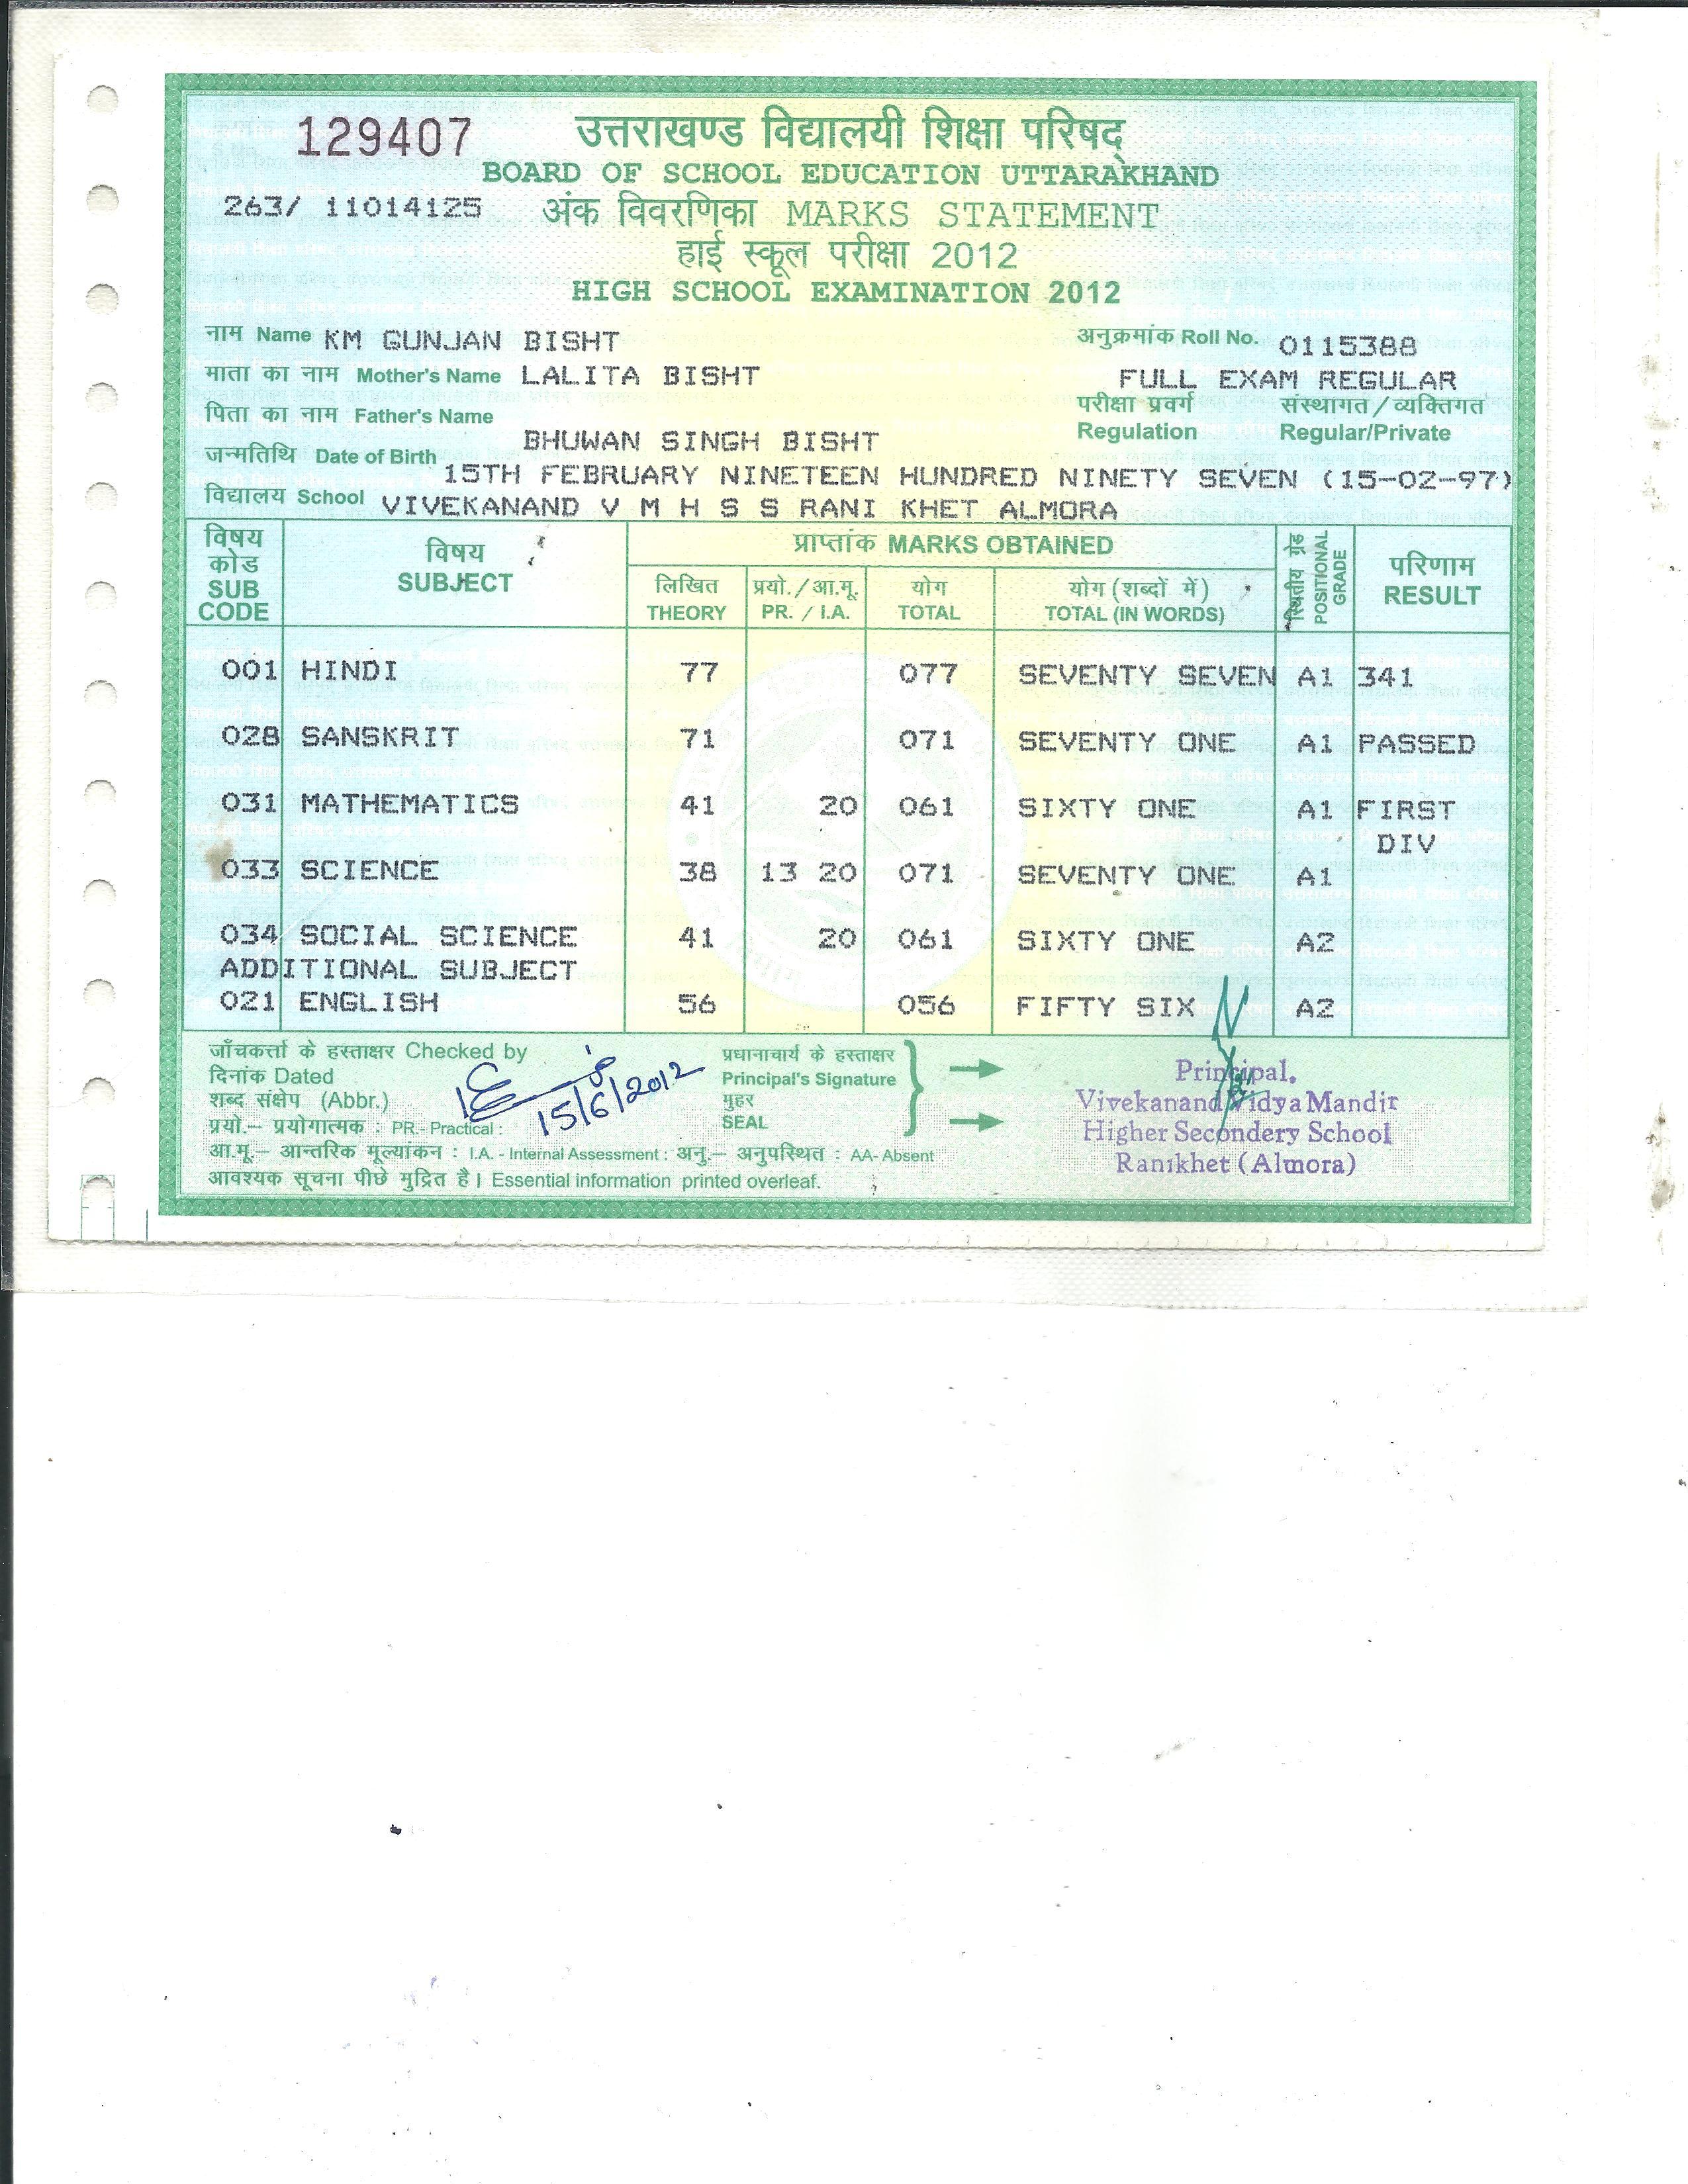 129407
उत्तराखण्ड विद्यालयी शिक्षा परिषद्
S.No.
BOARD OF SCHOOL EDUCATION UTTARAKHAND
263/ 11014125
अंक विवरणिका MARKS STATEMENT
हाई स्कूल परीक्षा 2012
HIGH SCHOOL EXAMINATION 2012
नाम Name KM GUNJAN BISHT
अनुक्रमांक Roll No. 0115388
माता का नाम Mother's Name LALITA BISHT
FULL EXAM REGULAR
पिता का नाम Father's Name BHUWAN SINGH BISHT
परीक्षा प्रवर्ग संस्थागत/व्यक्तिगत
Regulation Regular/Private
जन्मतिथि Date of Birth 15TH FEBRUARY NINETEEN HUNDRED NINETY SEVEN (15-02-97)
विद्यालय School VIVEKANAND V M H S S RANI KHET ALMORA
विषय कोड SUB CODE
विषय SUBJECT
प्राप्तांक MARKS OBTAINED
स्थितीय ग्रेड POSITIONAL GRADE
परिणाम RESULT
लिखित THEORY
प्रयो./आ.मू. PR. / I.A.
योग TOTAL
योग (शब्दों में) TOTAL (IN WORDS)
001 HINDI 77 077 SEVENTY SEVEN A1 341
028 SANSKRIT 71 071 SEVENTY ONE A1 PASSED
031 MATHEMATICS 41 20 061 SIXTY ONE A1 FIRST
DIV
033 SCIENCE 38 13 20 071 SEVENTY ONE A1
034 SOCIAL SCIENCE 41 20 061 SIXTY ONE A2
ADDITIONAL SUBJECT
021 ENGLISH 56 056 FIFTY SIX A2
जाँचकर्त्ता के हस्ताक्षर Checked by
दिनांक Dated 15/6/2012
शब्द संक्षेप (Abbr.)
प्रयो.– प्रयोगात्मक : PR.- Practical :
आ.मू.– आन्तरिक मूल्यांकन : I.A. - Internal Assessment : अनु.– अनुपस्थित : AA- Absent
आवश्यक सूचना पीछे मुद्रित है। Essential information printed overleaf.
प्रधानाचार्य के हस्ताक्षर
Principal's Signature
मुहर
SEAL
Principal,
Vivekanand Vidya Mandir
Higher Secondery School
Ranikhet (Almora)